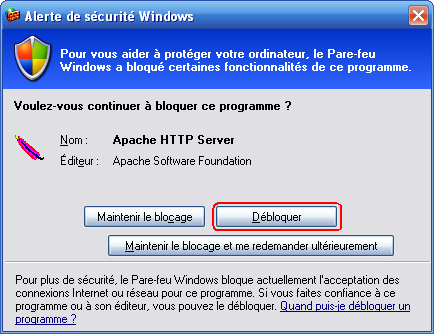 Alerte de sécurité Windows
Pour vous aider à protéger votre ordinateur, le Pare-feu
Windows a bloqué certaines fonctionnalités de ce programme.
Voulez-vous continuer à bloquer ce programme ?
Nom : Apache HTTP Server
Éditeur : Apache Software Foundation
Maintenir le blocage Débloquer
Maintenir le blocage et me redemander ultérieurement
Pour plus de sécurité, le Pare-feu Windows bloque actuellement l'acceptation des
connexions Internet ou réseau pour ce programme. Si vous faites confiance à ce
programme ou à son éditeur, vous pouvez le débloquer. Quand puis-je débloquer un
programme ?